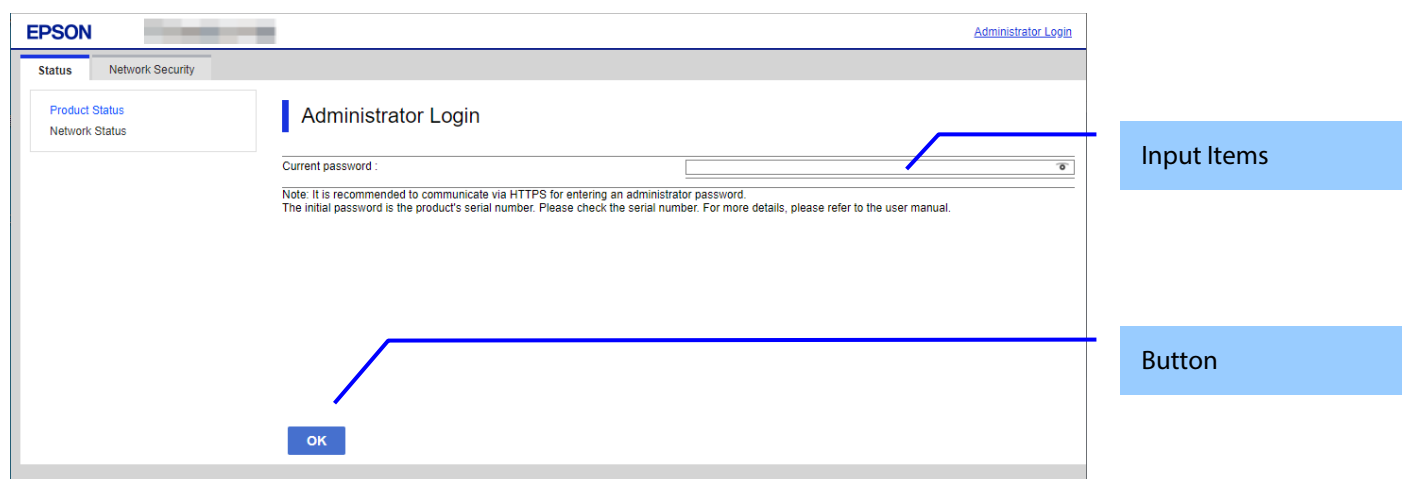 EPSON
Administrator Login
Status
Network Security
Product Status
Network Status
Administrator Login
Current password :
Note: It is recommended to communicate via HTTPS for entering an administrator password.
The initial password is the product's serial number. Please check the serial number. For more details, please refer to the user manual.
OK
Input Items
Button